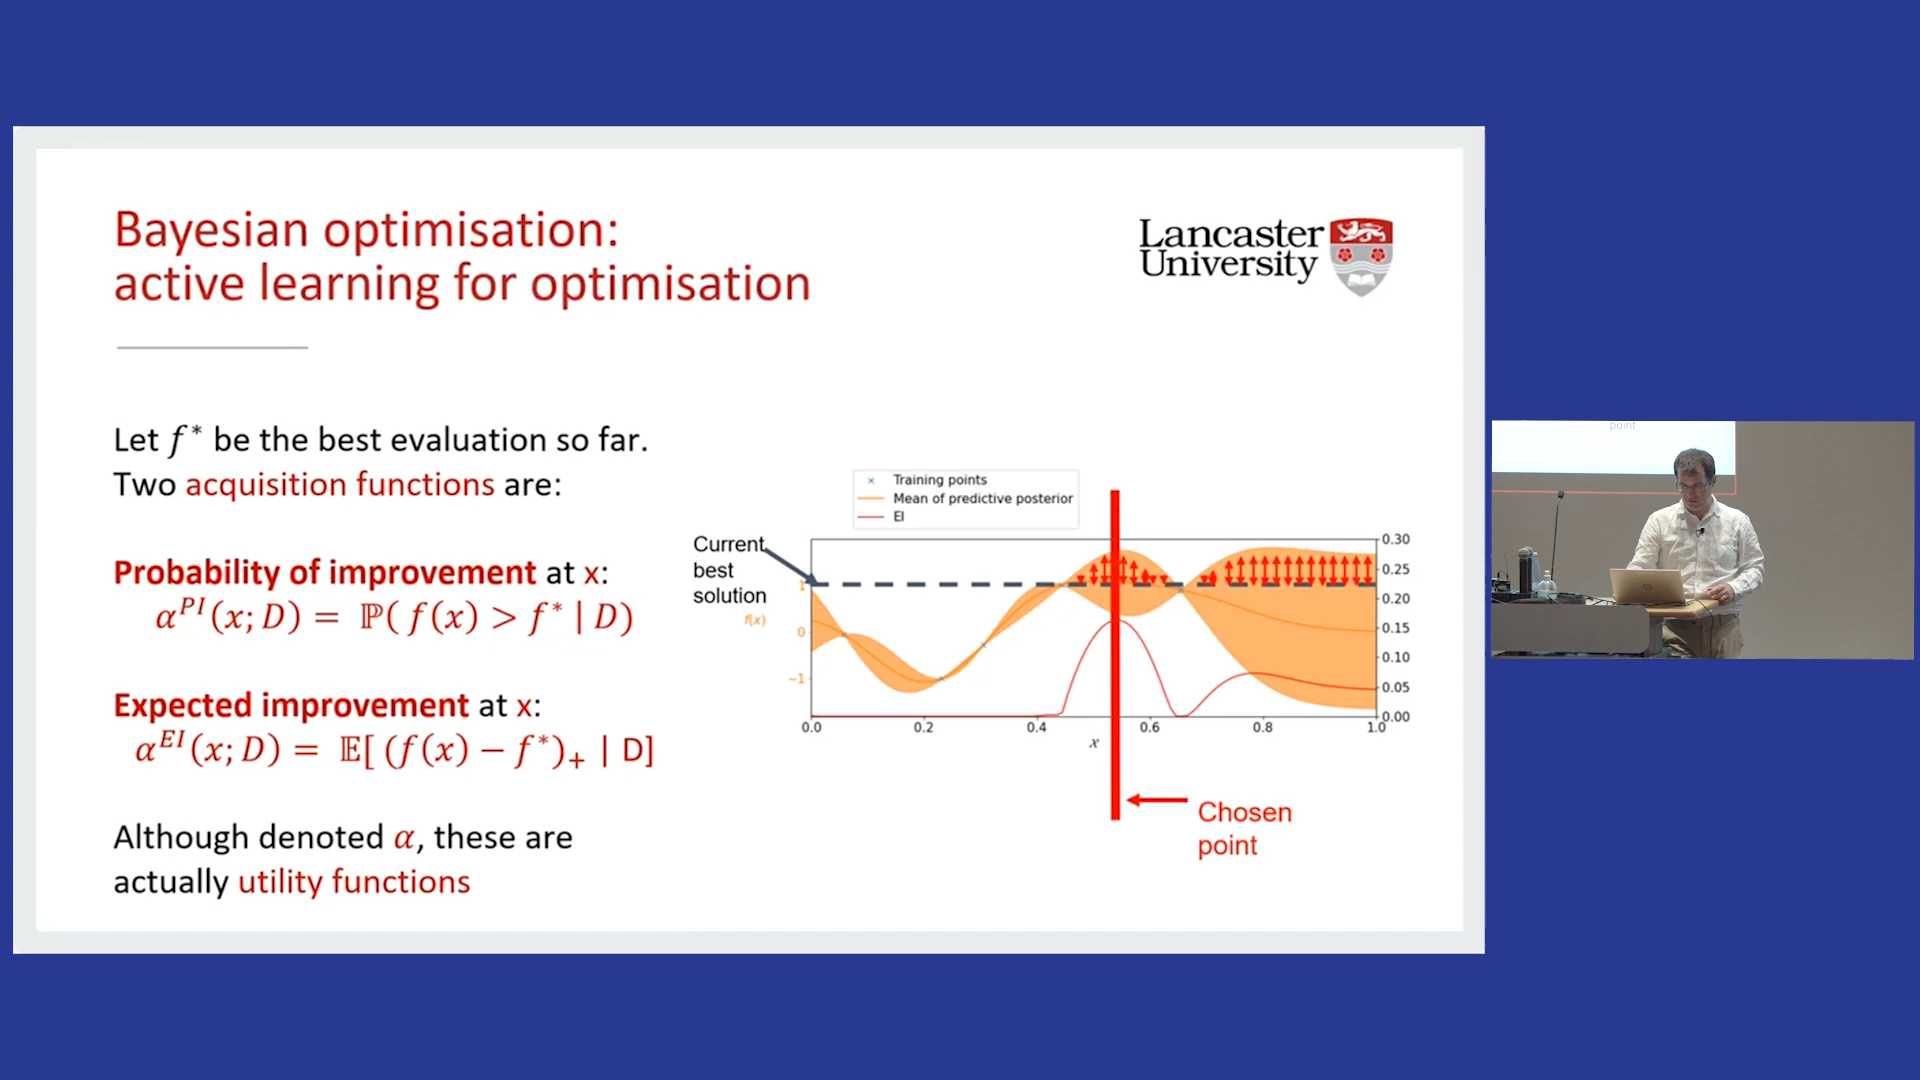 Bayesian optimisation:
active learning for optimisation
Lancaster
University
Let f* be the best evaluation so far.
Two acquisition functions are:
Probability of improvement at x:
α^{PI}(x; D) = ℙ( f(x) > f* | D)
Expected improvement at x:
α^{EI}(x; D) = 𝔼[ (f(x) − f*)₊ | D]
Although denoted α, these are
actually utility functions
Training points
Mean of predictive posterior
EI
Current
best
solution
f(x)
1
0
−1
0.30
0.25
0.20
0.15
0.10
0.05
0.00
0.0 0.2 0.4 0.6 0.8 1.0
x
Chosen
point
point